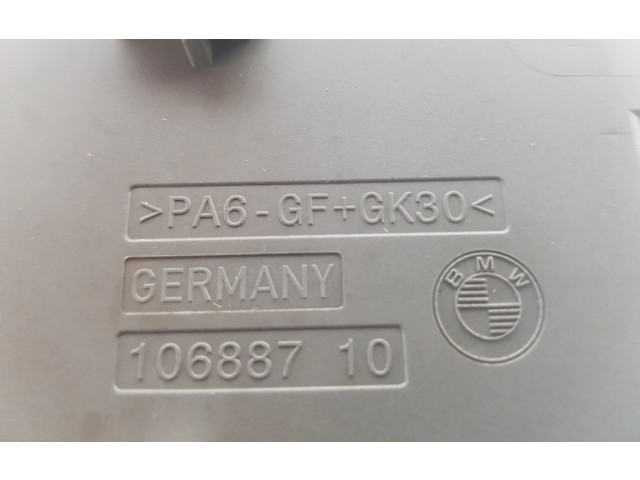 >PA6-GF+GK30<
GERMANY
BMW
106887 10